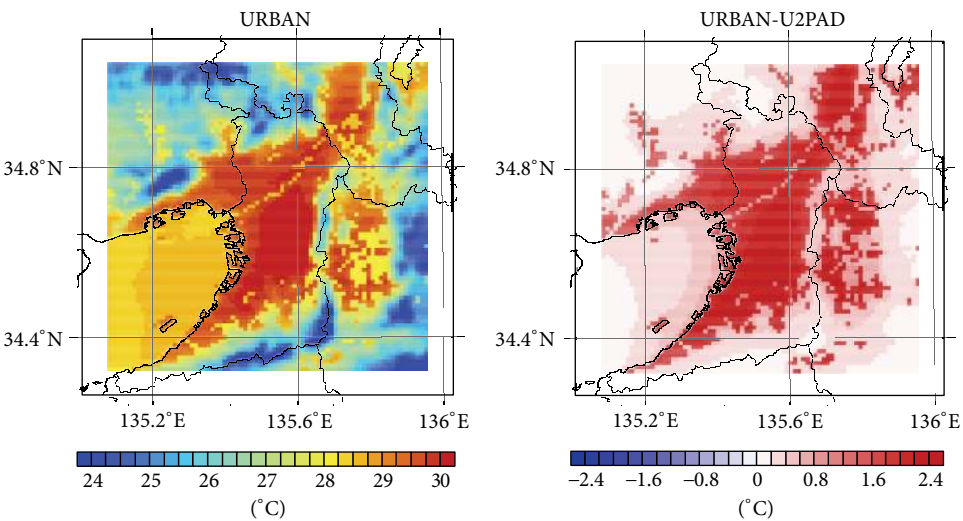 URBAN
34.8°N
34.4°N
135.2°E
135.6°E
136°E
24
25
26
27
28
29
30
(°C)
URBAN-U2PAD
34.8°N
34.4°N
135.2°E
135.6°E
136°E
−2.4
−1.6
−0.8
0
0.8
1.6
2.4
(°C)